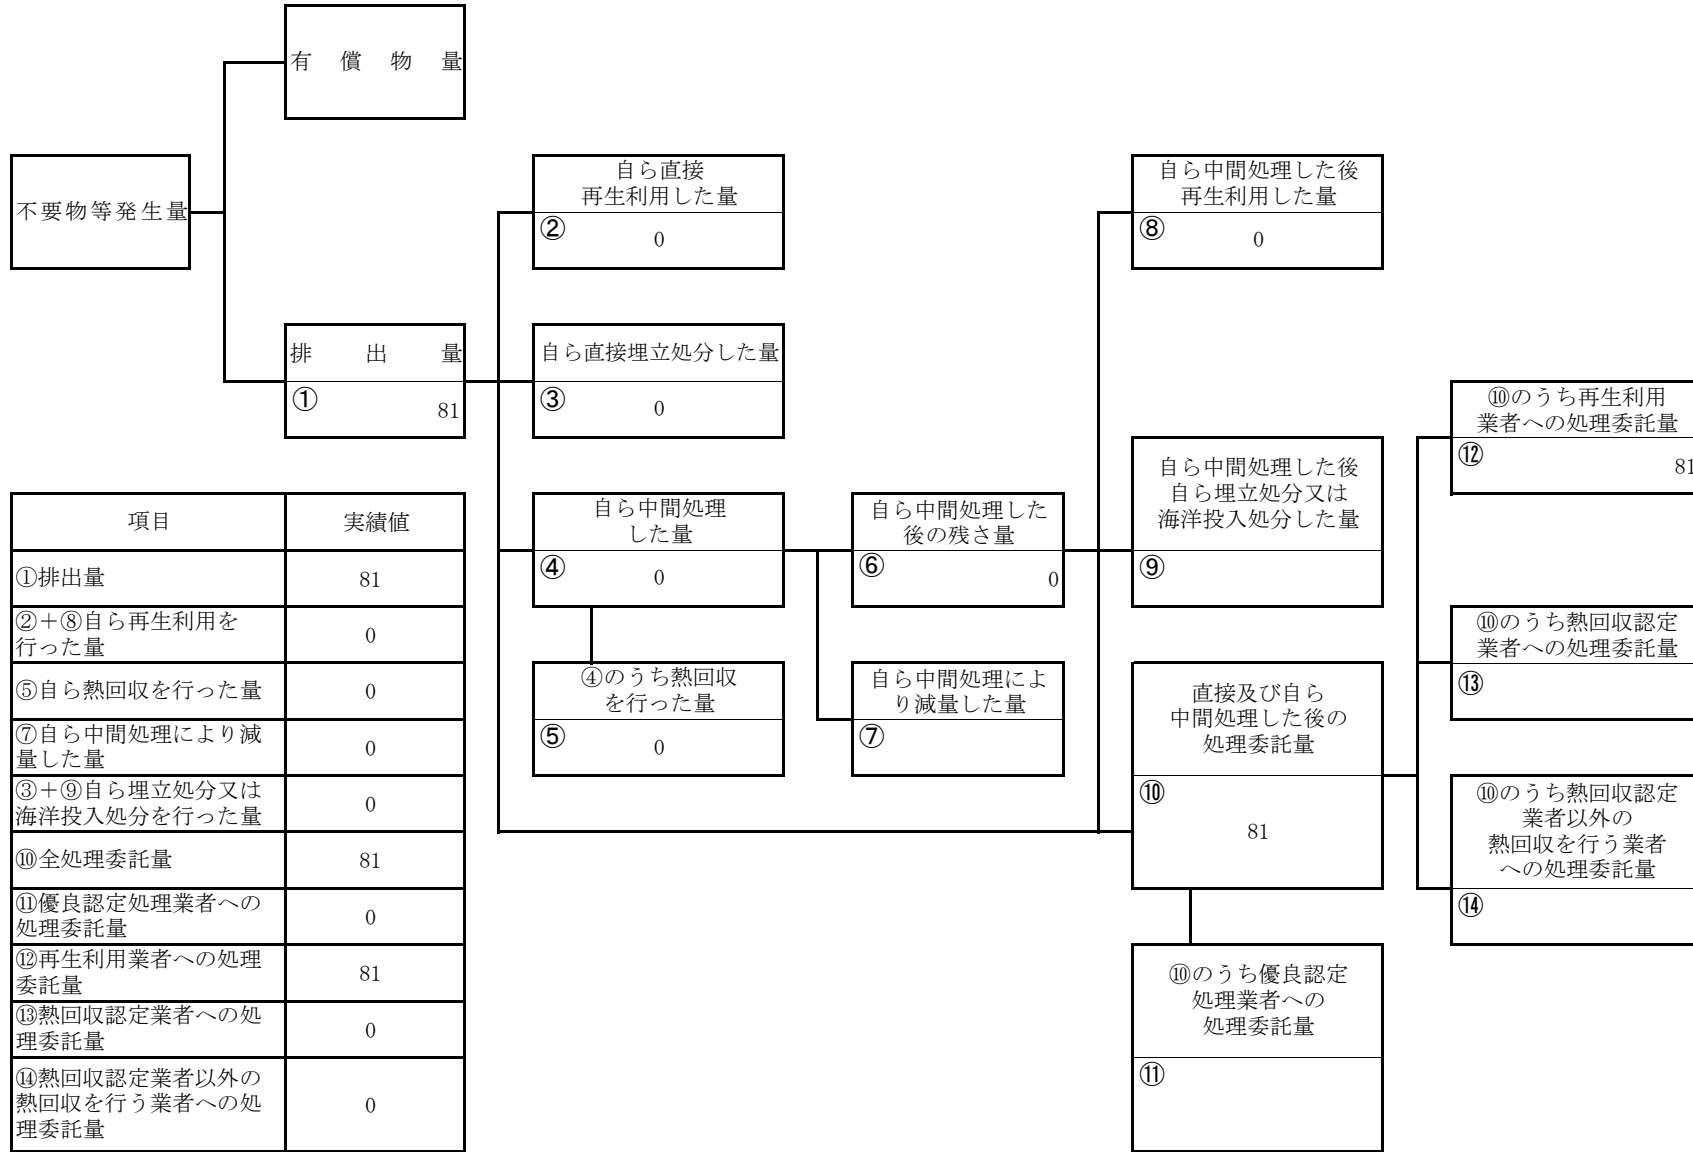 有償物量
不要物等発生量
自ら直接
再生利用した量
②
0
自ら中間処理した後
再生利用した量
⑧
0
排出量
①
81
自ら直接埋立処分した量
③
0
⑩のうち再生利用
業者への処理委託量
⑫
81
自ら中間処理した後
自ら埋立処分又は
海洋投入処分した量
⑨
自ら中間処理
した量
④
0
自ら中間処理した
後の残さ量
⑥
0
⑩のうち熱回収認定
業者への処理委託量
⑬
④のうち熱回収
を行った量
⑤
0
自ら中間処理によ
り減量した量
⑦
直接及び自ら
中間処理した後の
処理委託量
⑩
81
⑩のうち熱回収認定
業者以外の
熱回収を行う業者
への処理委託量
⑭
⑩のうち優良認定
処理業者への
処理委託量
⑪
項目
実績値
①排出量
81
②+⑧自ら再生利用を
行った量
0
⑤自ら熱回収を行った量
0
⑦自ら中間処理により減
量した量
0
③+⑨自ら埋立処分又は
海洋投入処分を行った量
0
⑩全処理委託量
81
⑪優良認定処理業者への
処理委託量
0
⑫再生利用業者への処理
委託量
81
⑬熱回収認定業者への処
理委託量
0
⑭熱回収認定業者以外の
熱回収を行う業者への処
理委託量
0